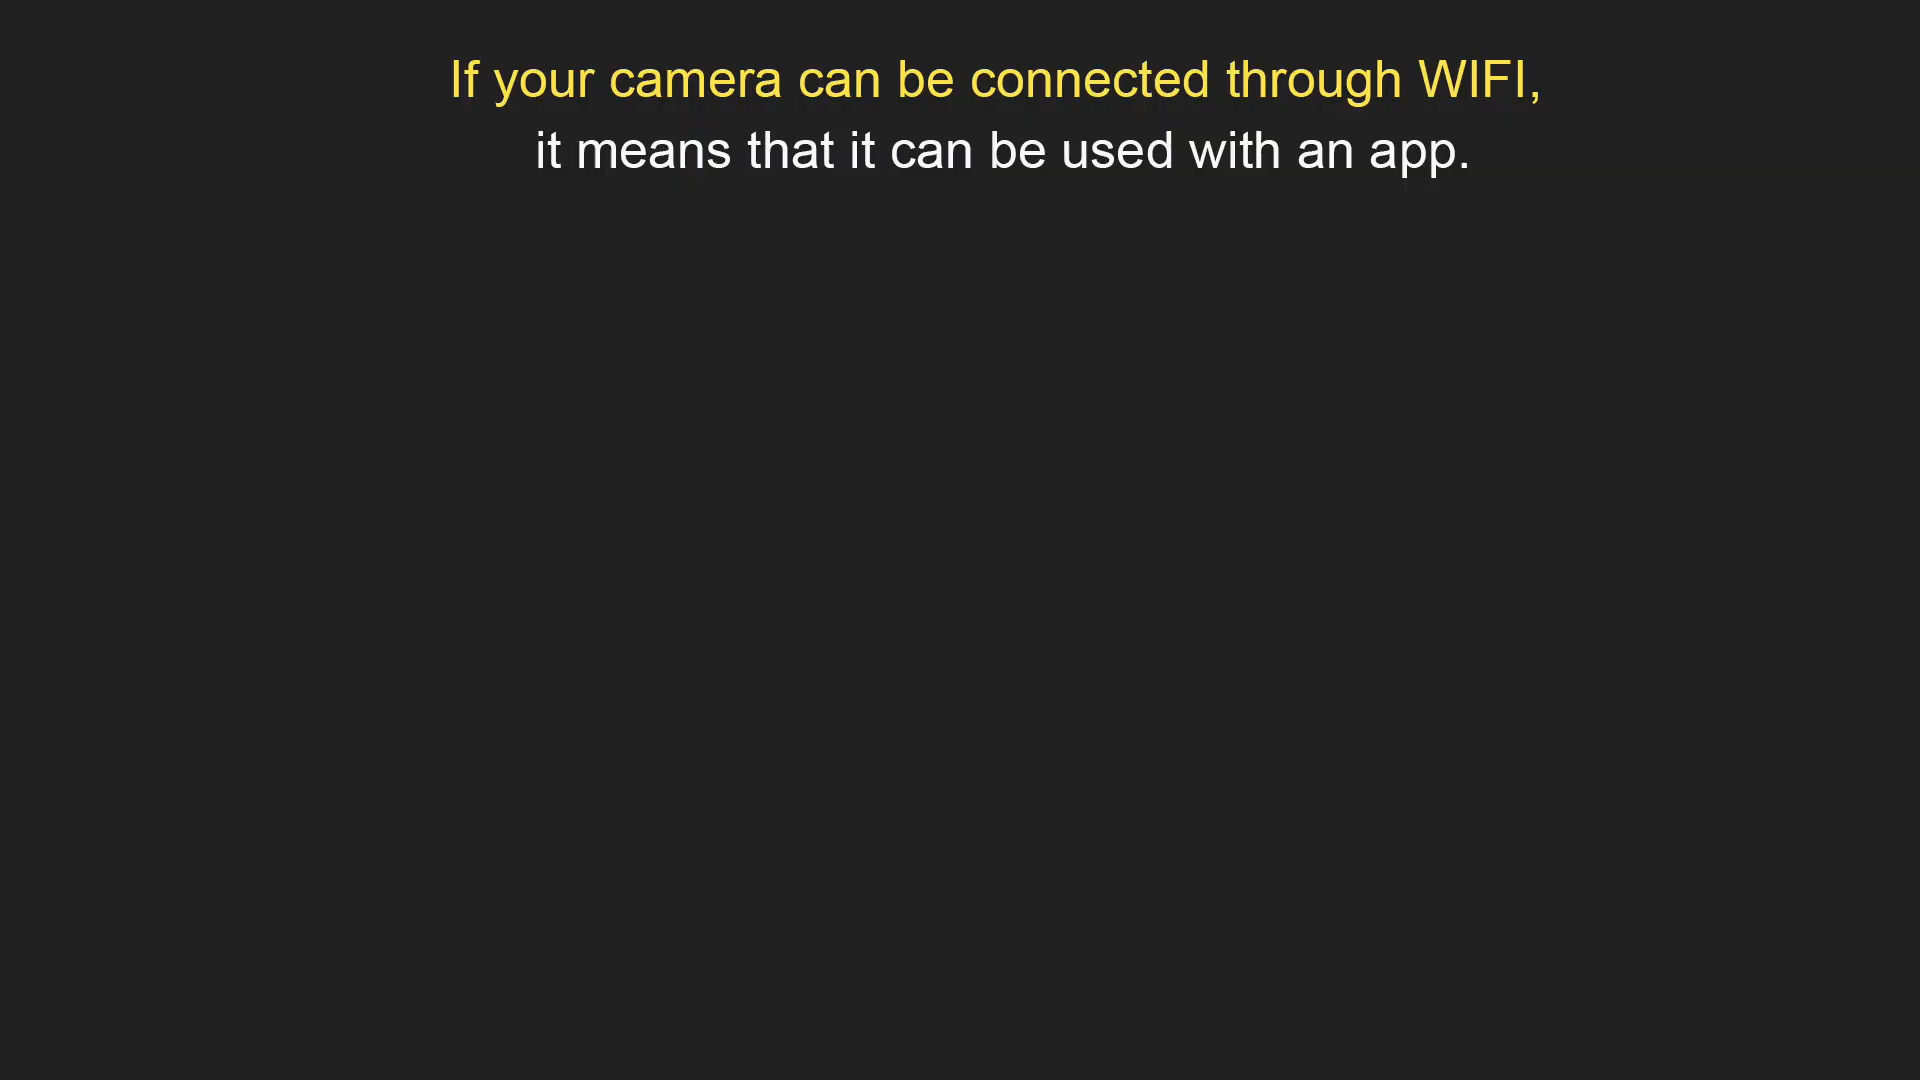 If your camera can be connected through WIFI,
it means that it can be used with an app.